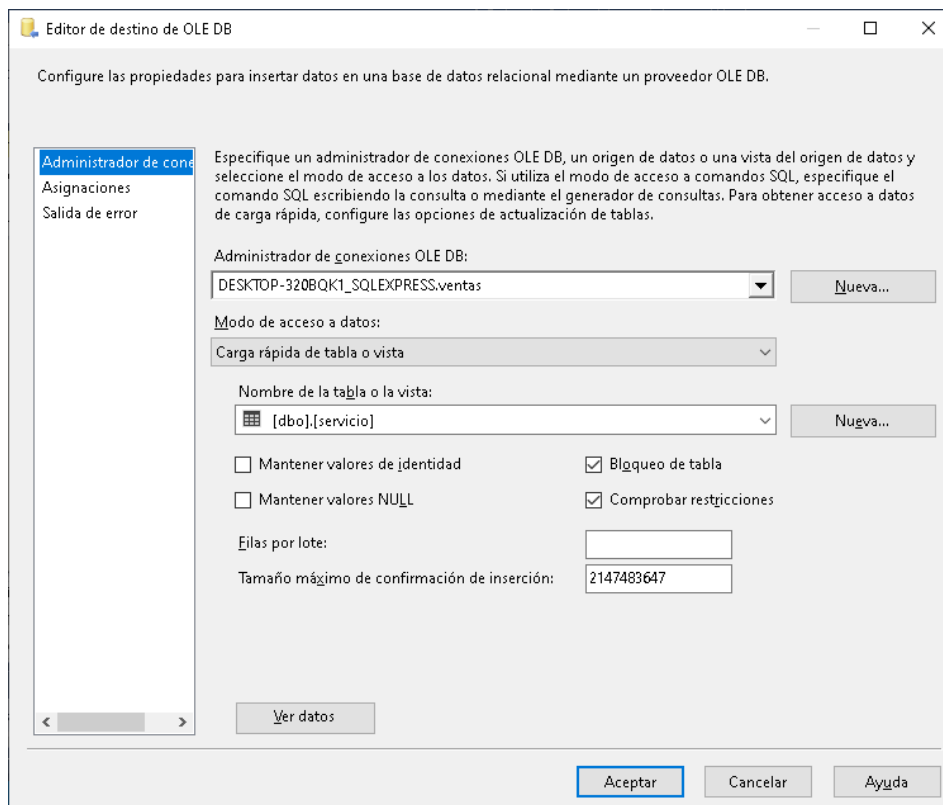 Editor de destino de OLE DB
Configure las propiedades para insertar datos en una base de datos relacional mediante un proveedor OLE DB.
Administrador de cone
Asignaciones
Salida de error
Especifique un administrador de conexiones OLE DB, un origen de datos o una vista del origen de datos y
seleccione el modo de acceso a los datos. Si utiliza el modo de acceso a comandos SQL, especifique el
comando SQL escribiendo la consulta o mediante el generador de consultas. Para obtener acceso a datos
de carga rápida, configure las opciones de actualización de tablas.
Administrador de conexiones OLE DB:
DESKTOP-320BQK1_SQLEXPRESS.ventas
Nueva...
Modo de acceso a datos:
Carga rápida de tabla o vista
Nombre de la tabla o la vista:
[dbo].[servicio]
Nueva...
Mantener valores de identidad
Bloqueo de tabla
Mantener valores NULL
Comprobar restricciones
Filas por lote:
Tamaño máximo de confirmación de inserción:
2147483647
Ver datos
Aceptar
Cancelar
Ayuda